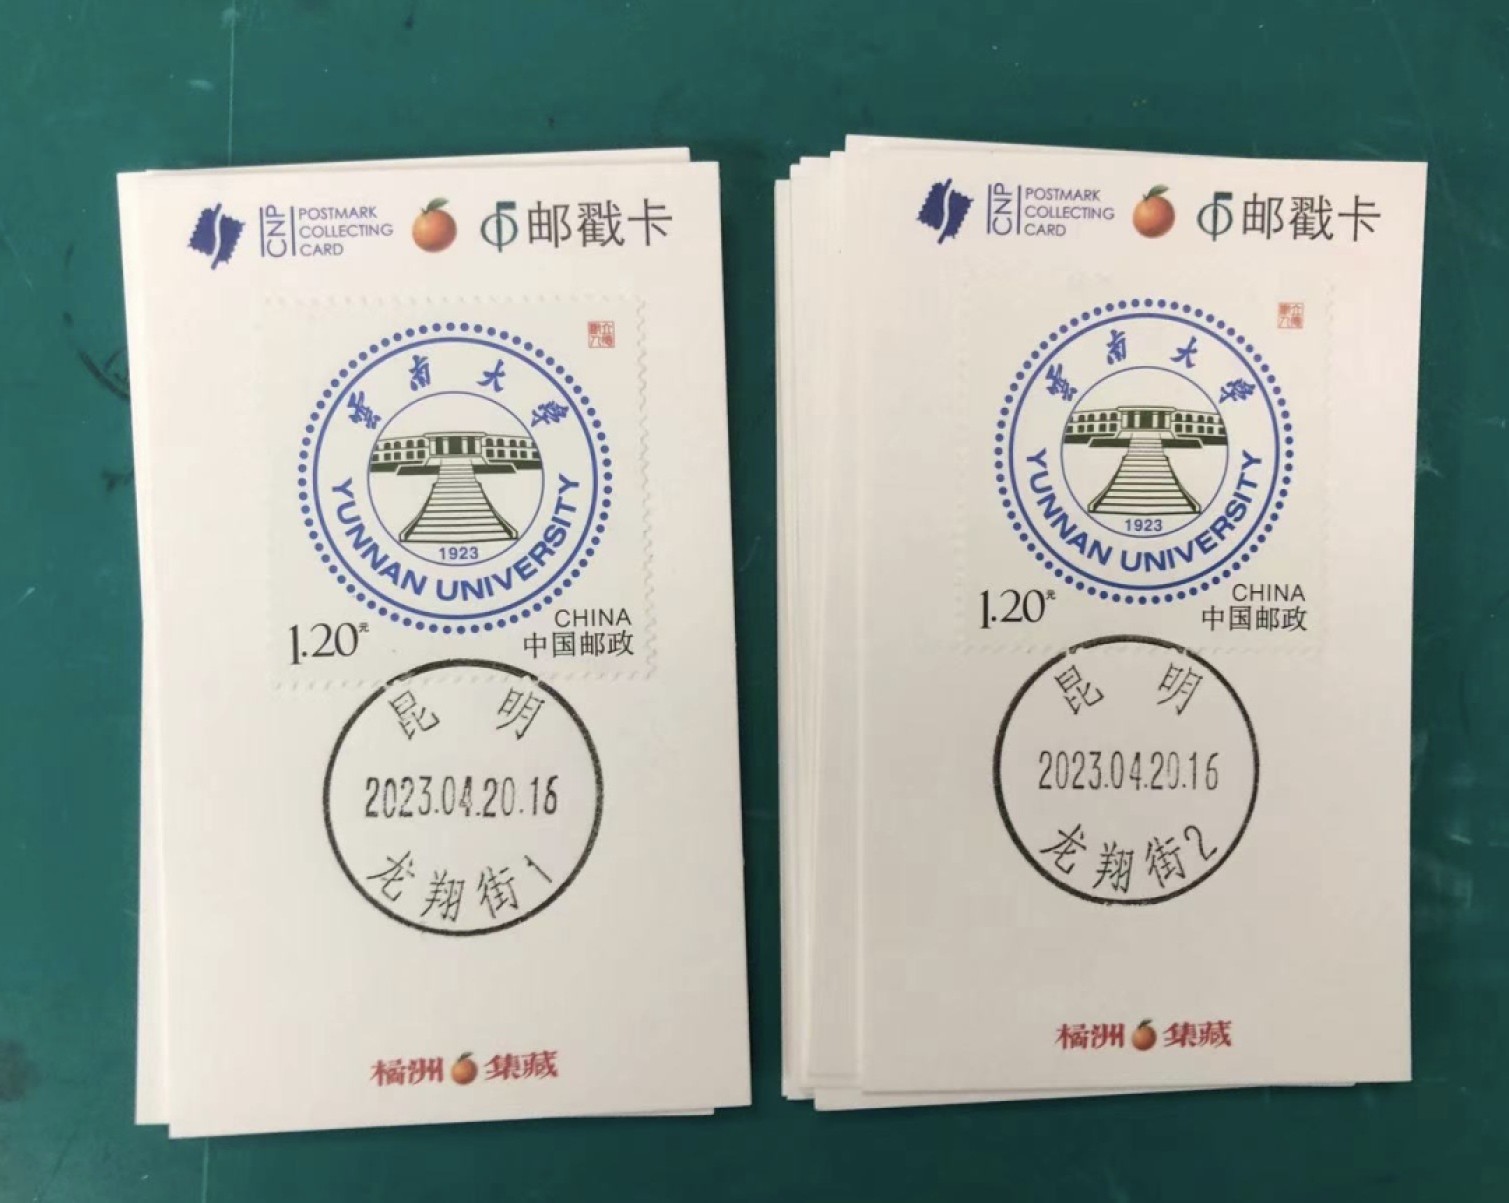 CNP
POSTMARK
COLLECTING
CARD
邮戳卡
雲南大學
YUNNAN UNIVERSITY
1923
1.20元
CHINA
中国邮政
昆明
2023.04.20.16
龙翔街1
橘洲集藏
CNP
POSTMARK
COLLECTING
CARD
邮戳卡
雲南大學
YUNNAN UNIVERSITY
1923
1.20元
CHINA
中国邮政
昆明
2023.04.20.16
龙翔街2
橘洲集藏